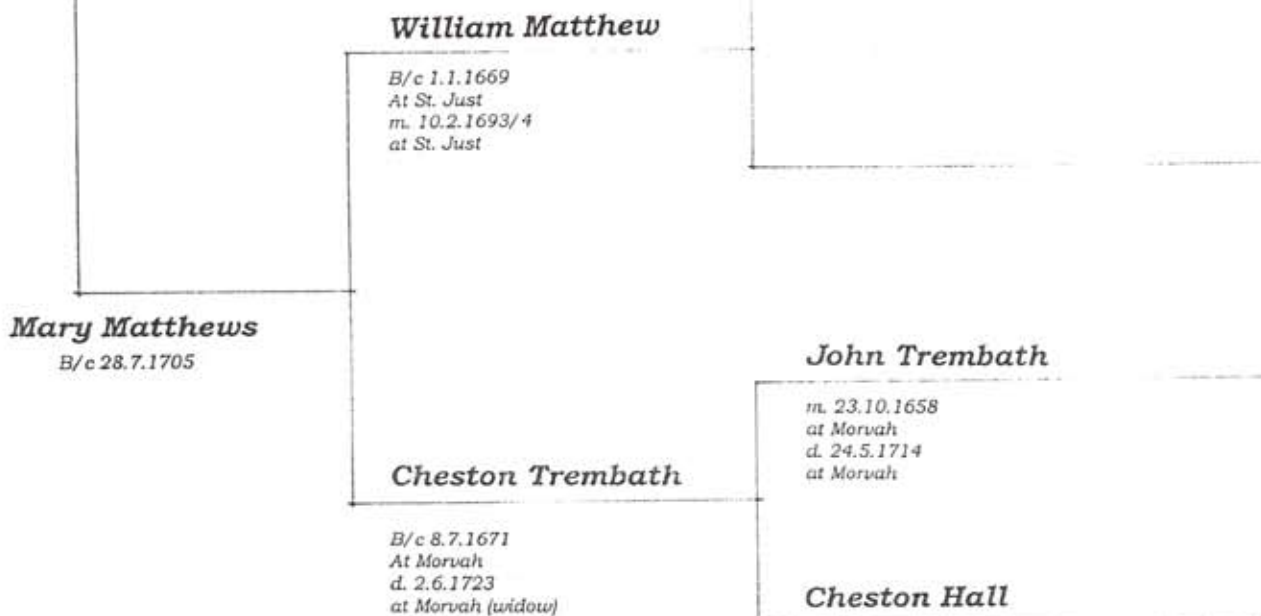 William Matthew
B/c 1.1.1669
At St. Just
m. 10.2.1693/4
at St. Just
Mary Matthews
B/c 28.7.1705
John Trembath
m. 23.10.1658
at Morvah
d. 24.5.1714
at Morvah
Cheston Trembath
B/c 8.7.1671
At Morvah
d. 2.6.1723
at Morvah (widow)
Cheston Hall